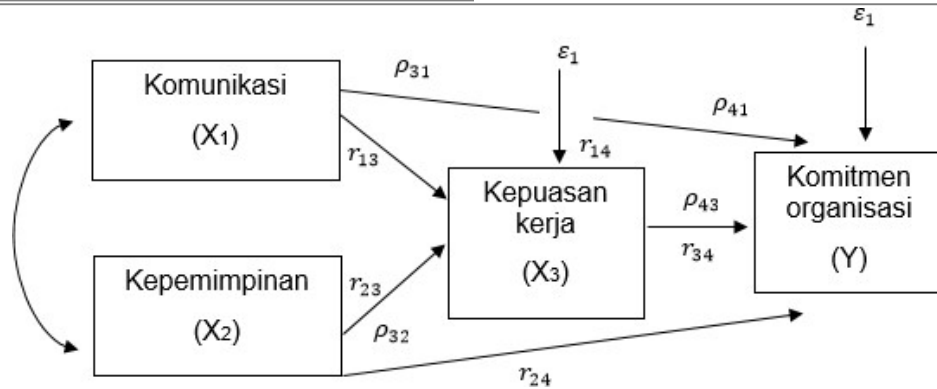 ε₁
ε₁
Komunikasi
(X₁)
ρ₃₁
ρ₄₁
r₁₃
r₁₄
Kepuasan
kerja
(X₃)
ρ₄₃
r₃₄
Komitmen
organisasi
(Y)
Kepemimpinan
(X₂)
r₂₃
ρ₃₂
r₂₄